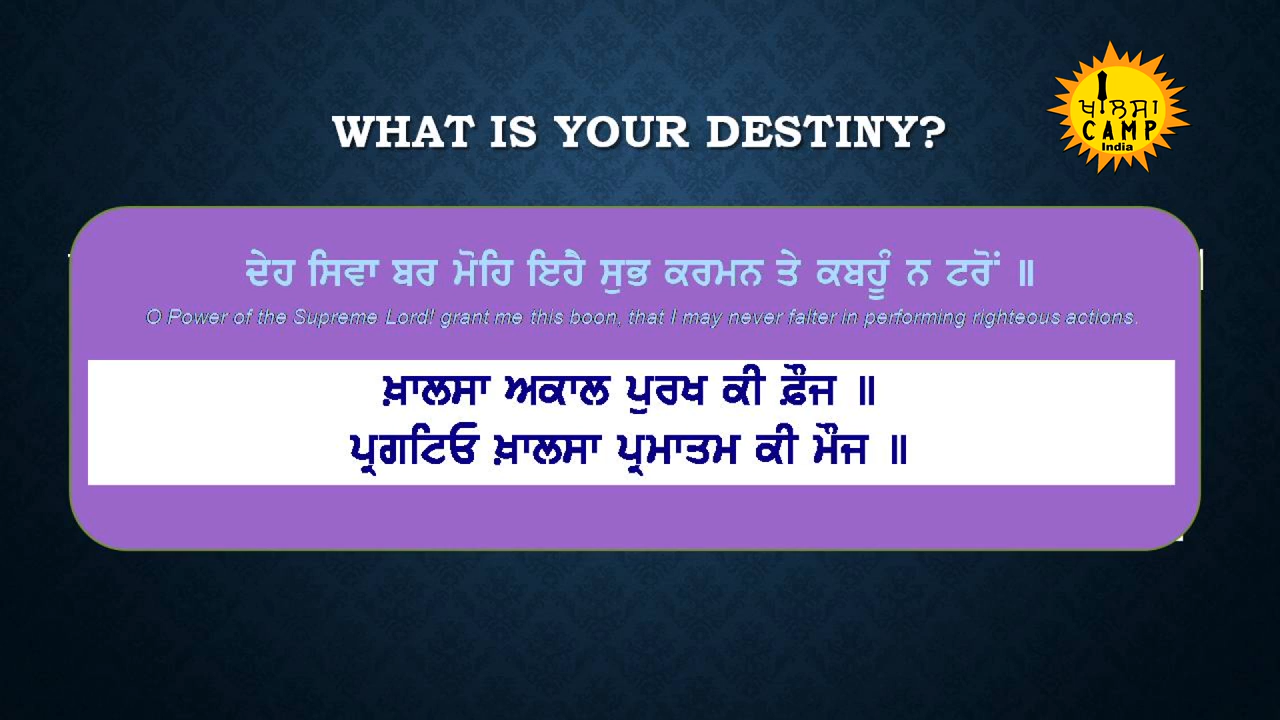 WHAT IS YOUR DESTINY?
ਖਾਲਸਾ
CAMP
India
ਦੇਹ ਸਿਵਾ ਬਰ ਮੋਹਿ ਇਹੈ ਸੁਭ ਕਰਮਨ ਤੇ ਕਬਹੂੰ ਨ ਟਰੋਂ ॥
O Power of the Supreme Lord! grant me this boon, that I may never falter in performing righteous actions.
ਖ਼ਾਲਸਾ ਅਕਾਲ ਪੁਰਖ ਕੀ ਫ਼ੌਜ ॥
ਪ੍ਰਗਟਿਓ ਖ਼ਾਲਸਾ ਪ੍ਰਮਾਤਮ ਕੀ ਮੌਜ ॥